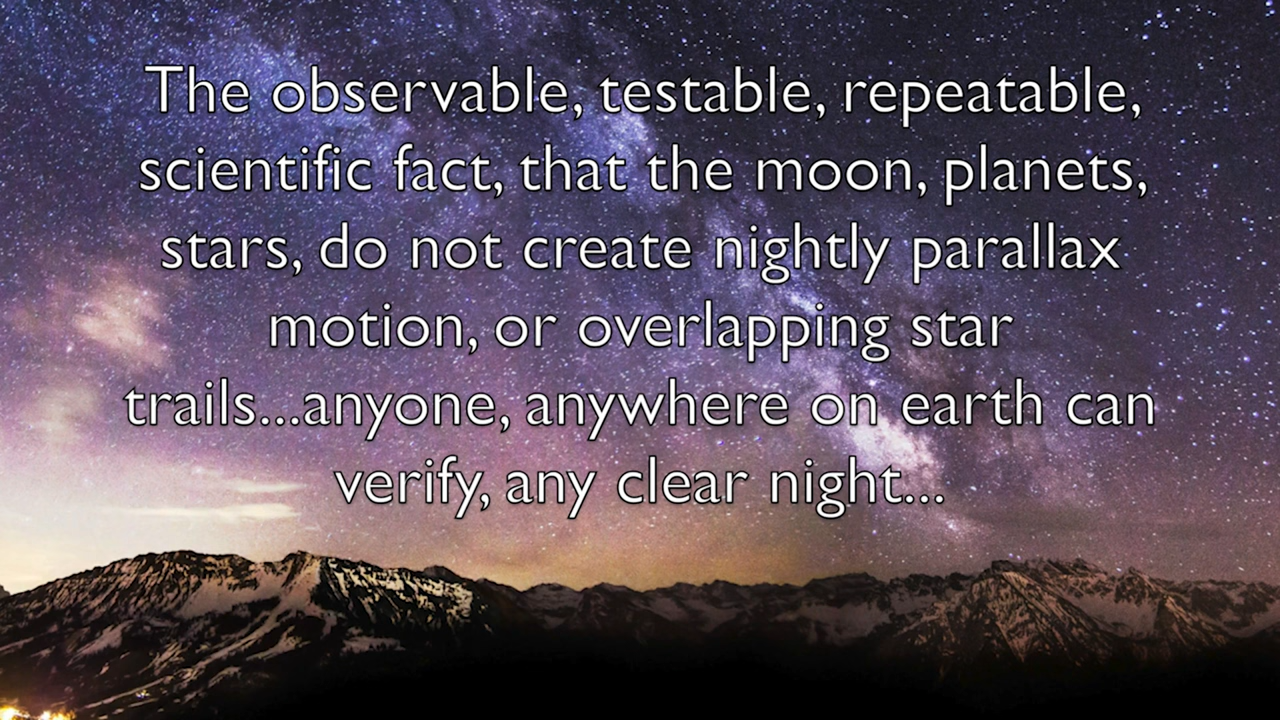 The observable, testable, repeatable,
scientific fact, that the moon, planets,
stars, do not create nightly parallax
motion, or overlapping star
trails...anyone, anywhere on earth can
verify, any clear night...